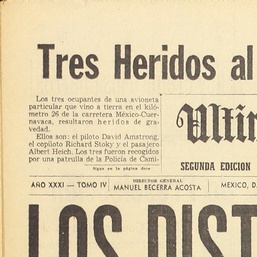 Tres Heridos al
Los tres ocupantes de una avioneta
particular que vino a tierra en el kiló-
metro 26 de la carretera México-Cuer-
navaca, resultaron heridos de gra-
vedad.
Ellos son: el piloto David Amstrong,
el copiloto Richard Stoky y el pasajero
Albert Heich. Los tres fueron recogidos
por una patrulla de la Policía de Cami-
Sigue en la página doce
Ultim
SEGUNDA EDICION
AÑO XXXI — TOMO IV
DIRECTOR GENERAL
MANUEL BECERRA ACOSTA
MEXICO, D.
LOS DIST